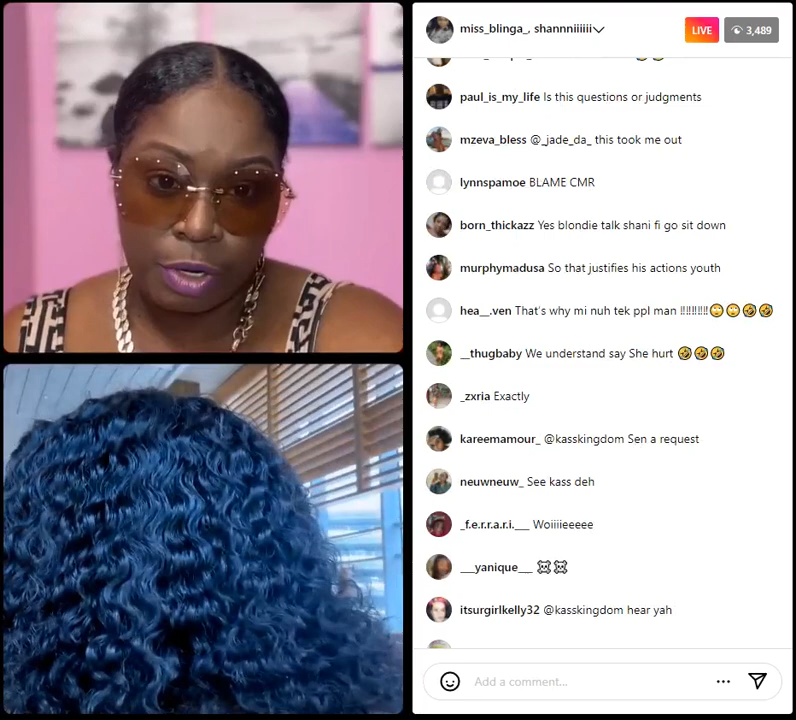 miss_blinga_, shannniiiiii
LIVE 3,489
paul_is_my_life Is this questions or judgments
mzeva_bless @_jade_da_ this took me out
lynnspamoe BLAME CMR
born_thickazz Yes blondie talk shani fi go sit down
murphymadusa So that justifies his actions youth
hea__.ven That's why mi nuh tek ppl man !!!!!!!!!!🙄🙄🤣🤣
__thugbaby We understand say She hurt 🤣🤣🤣
_zxria Exactly
kareemamour_ @kasskingdom Sen a request
neuwneuw_ See kass deh
_f.e.r.r.a.r.i.___ Woiiiieeeee
___yanique___ ☠☠
itsurgirlkelly32 @kasskingdom hear yah
Add a comment...